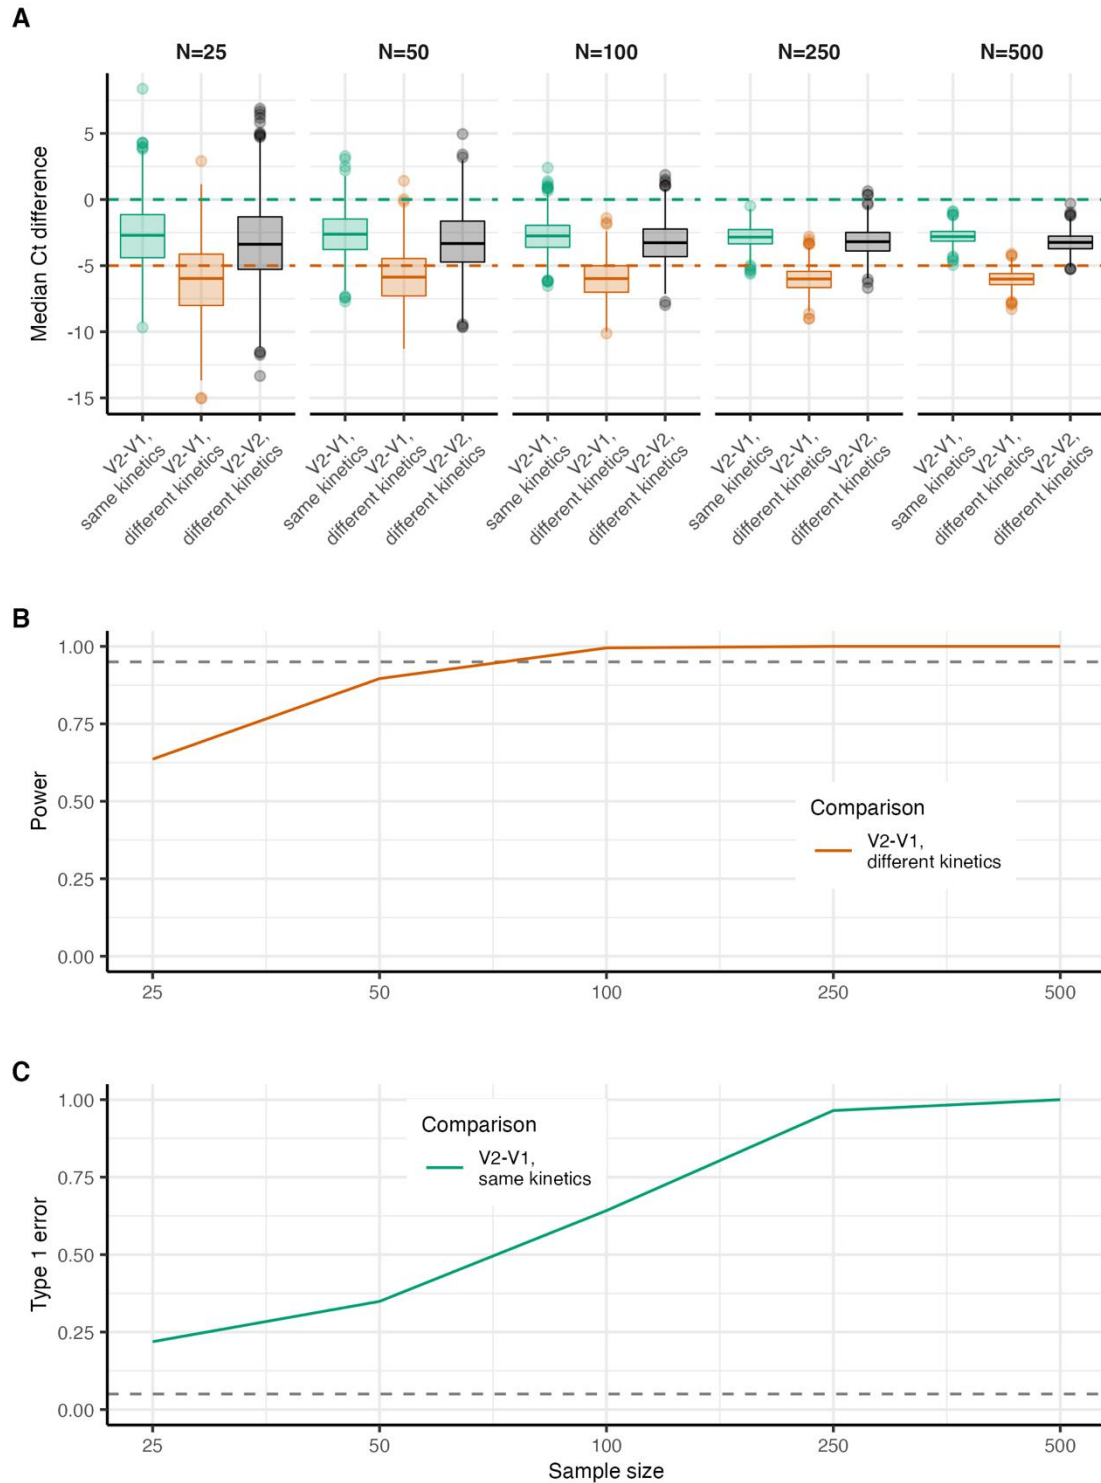 A
N=25 N=50 N=100 N=250 N=500
Median Ct difference
5
0
-5
-10
-15
V2-V1,
same kinetics
V2-V1,
different kinetics
V2-V2,
different kinetics
V2-V1,
same kinetics
V2-V1,
different kinetics
V2-V2,
different kinetics
V2-V1,
same kinetics
V2-V1,
different kinetics
V2-V2,
different kinetics
V2-V1,
same kinetics
V2-V1,
different kinetics
V2-V2,
different kinetics
V2-V1,
same kinetics
V2-V1,
different kinetics
V2-V2,
different kinetics
B
Power
1.00
0.75
0.50
0.25
0.00
Comparison
V2-V1,
different kinetics
25 50 100 250 500
C
Type 1 error
1.00
0.75
0.50
0.25
0.00
Comparison
V2-V1,
same kinetics
25 50 100 250 500
Sample size